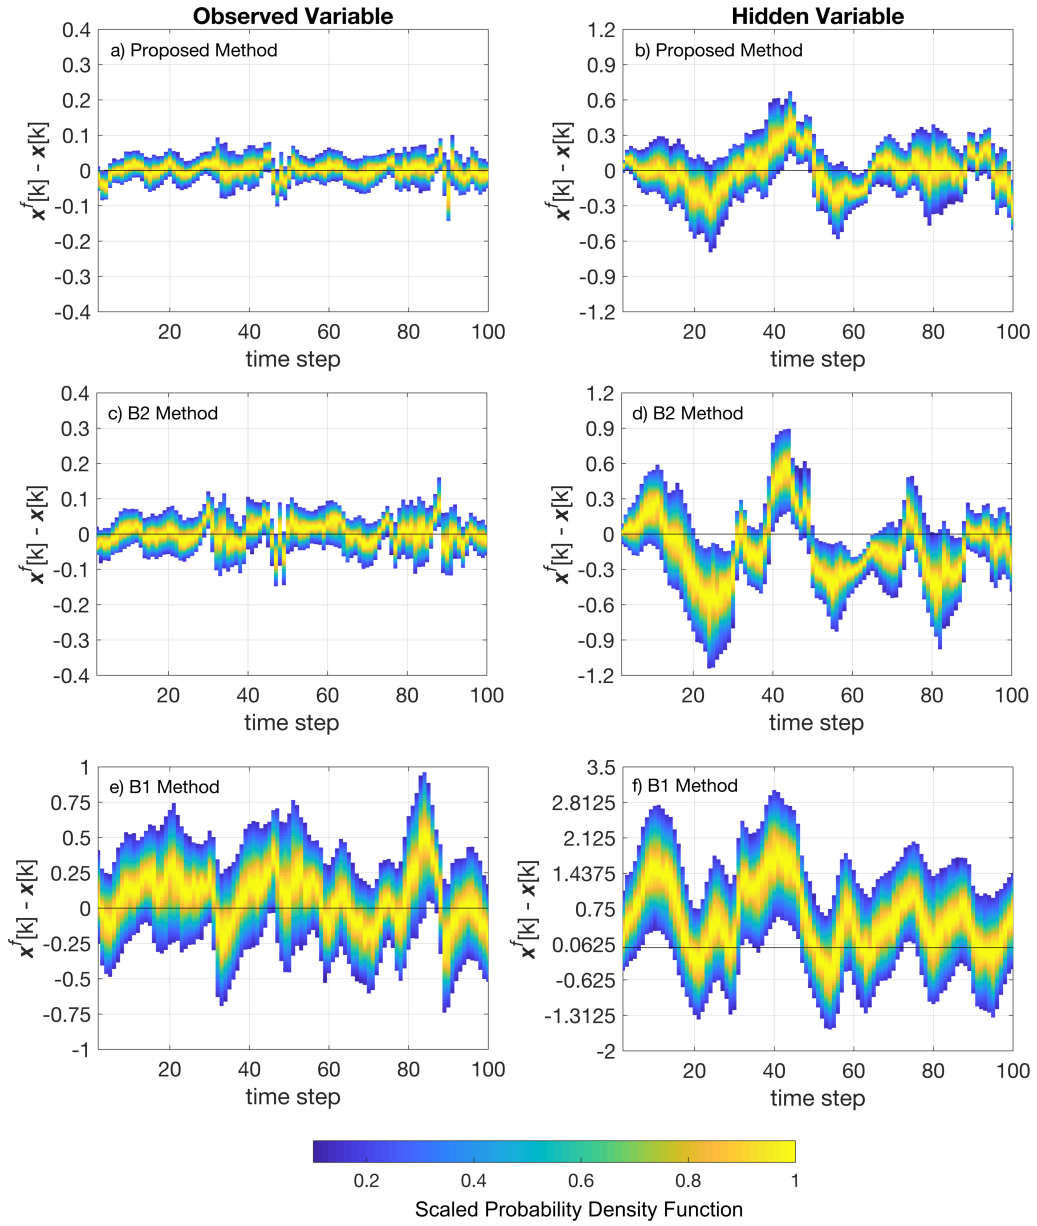 Observed Variable
Hidden Variable
a) Proposed Method
0.4
0.3
0.2
0.1
0
-0.1
-0.2
-0.3
-0.4
x^f[k] - x[k]
20 40 60 80 100
time step
b) Proposed Method
1.2
0.9
0.6
0.3
0
-0.3
-0.6
-0.9
-1.2
x^f[k] - x[k]
20 40 60 80 100
time step
c) B2 Method
0.4
0.3
0.2
0.1
0
-0.1
-0.2
-0.3
-0.4
x^f[k] - x[k]
20 40 60 80 100
time step
d) B2 Method
1.2
0.9
0.6
0.3
0
-0.3
-0.6
-0.9
-1.2
x^f[k] - x[k]
20 40 60 80 100
time step
e) B1 Method
1
0.75
0.5
0.25
0
-0.25
-0.5
-0.75
-1
x^f[k] - x[k]
20 40 60 80 100
time step
f) B1 Method
3.5
2.8125
2.125
1.4375
0.75
0.0625
-0.625
-1.3125
-2
x^f[k] - x[k]
20 40 60 80 100
time step
0.2 0.4 0.6 0.8 1
Scaled Probability Density Function